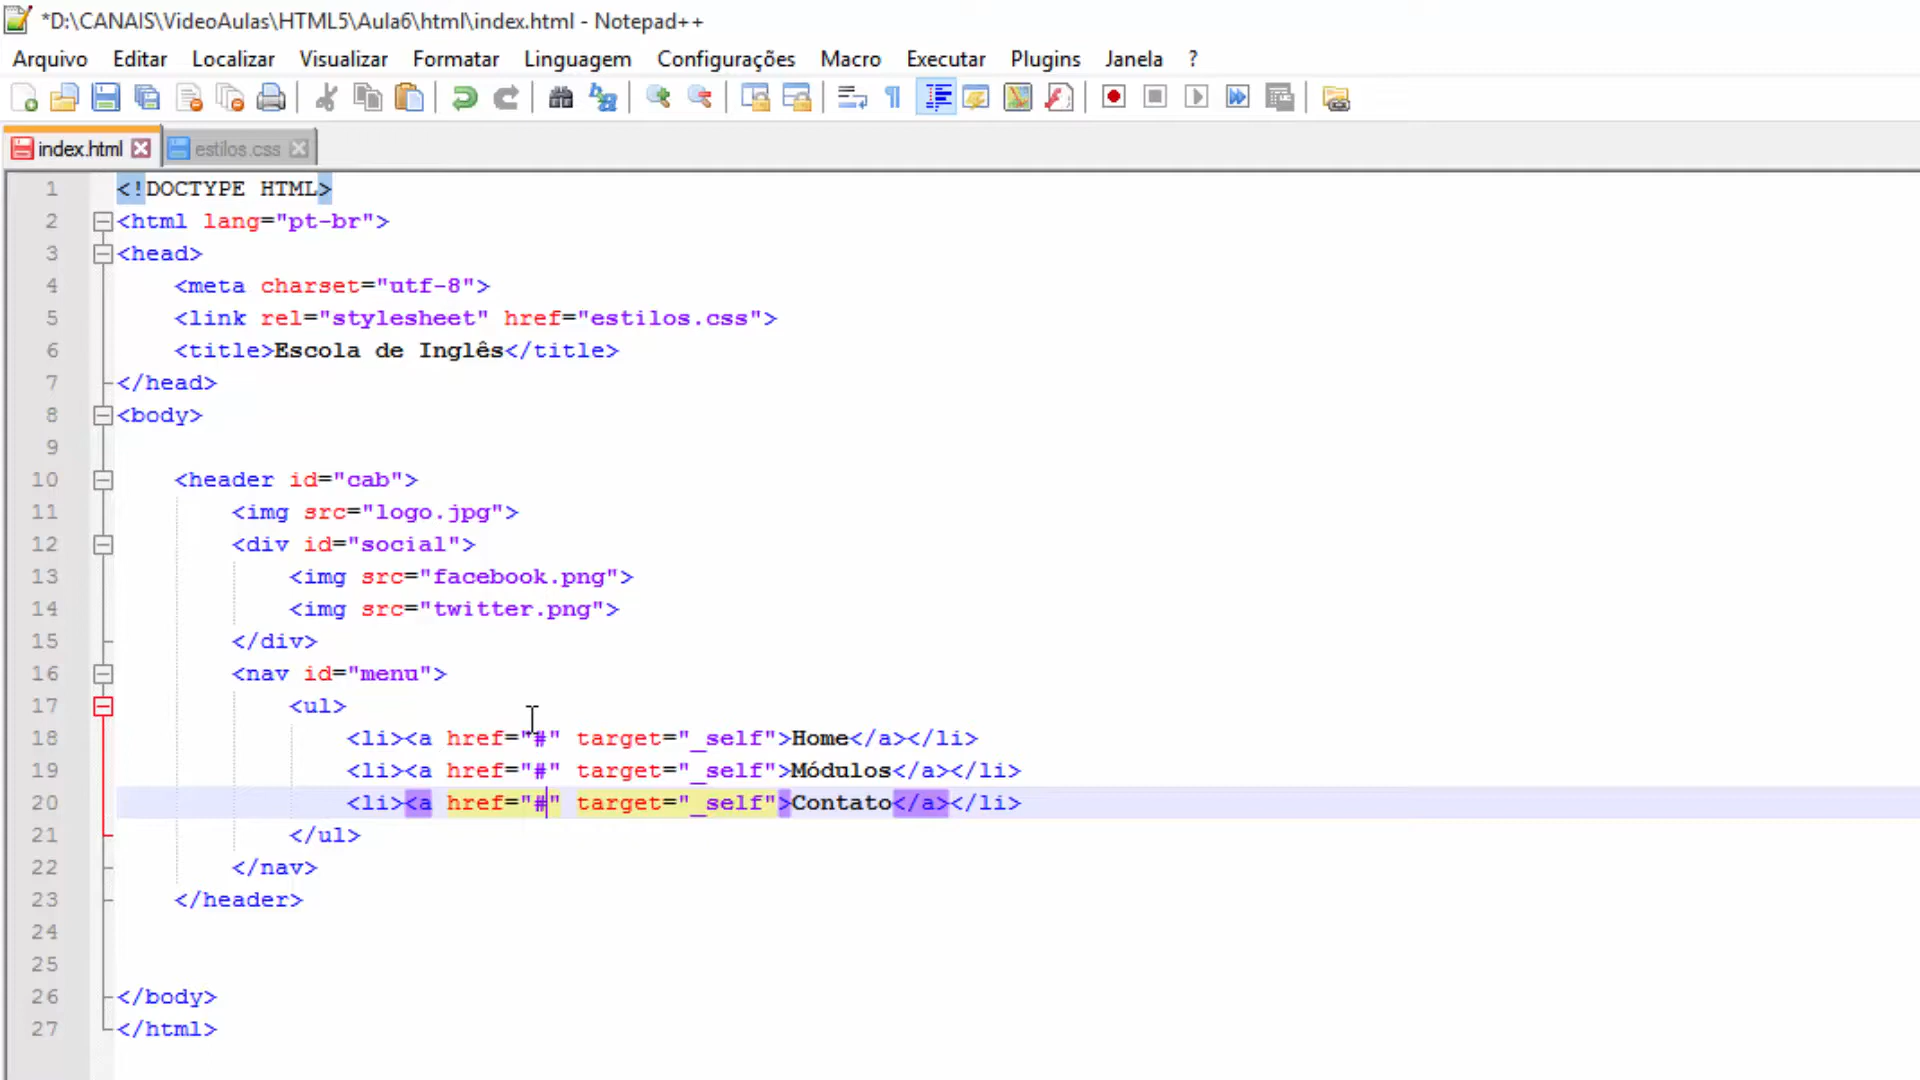 *D:\CANAIS\VideoAulas\HTML5\Aula6\html\index.html - Notepad++
Arquivo Editar Localizar Visualizar Formatar Linguagem Configurações Macro Executar Plugins Janela ?
index.html estilos.css
1 <!DOCTYPE HTML>
2 <html lang="pt-br">
3 <head>
4 <meta charset="utf-8">
5 <link rel="stylesheet" href="estilos.css">
6 <title>Escola de Inglês</title>
7 </head>
8 <body>
9
10 <header id="cab">
11 <img src="logo.jpg">
12 <div id="social">
13 <img src="facebook.png">
14 <img src="twitter.png">
15 </div>
16 <nav id="menu">
17 <ul>
18 <li><a href="#" target="_self">Home</a></li>
19 <li><a href="#" target="_self">Módulos</a></li>
20 <li><a href="#" target="_self">Contato</a></li>
21 </ul>
22 </nav>
23 </header>
24
25
26 </body>
27 </html>